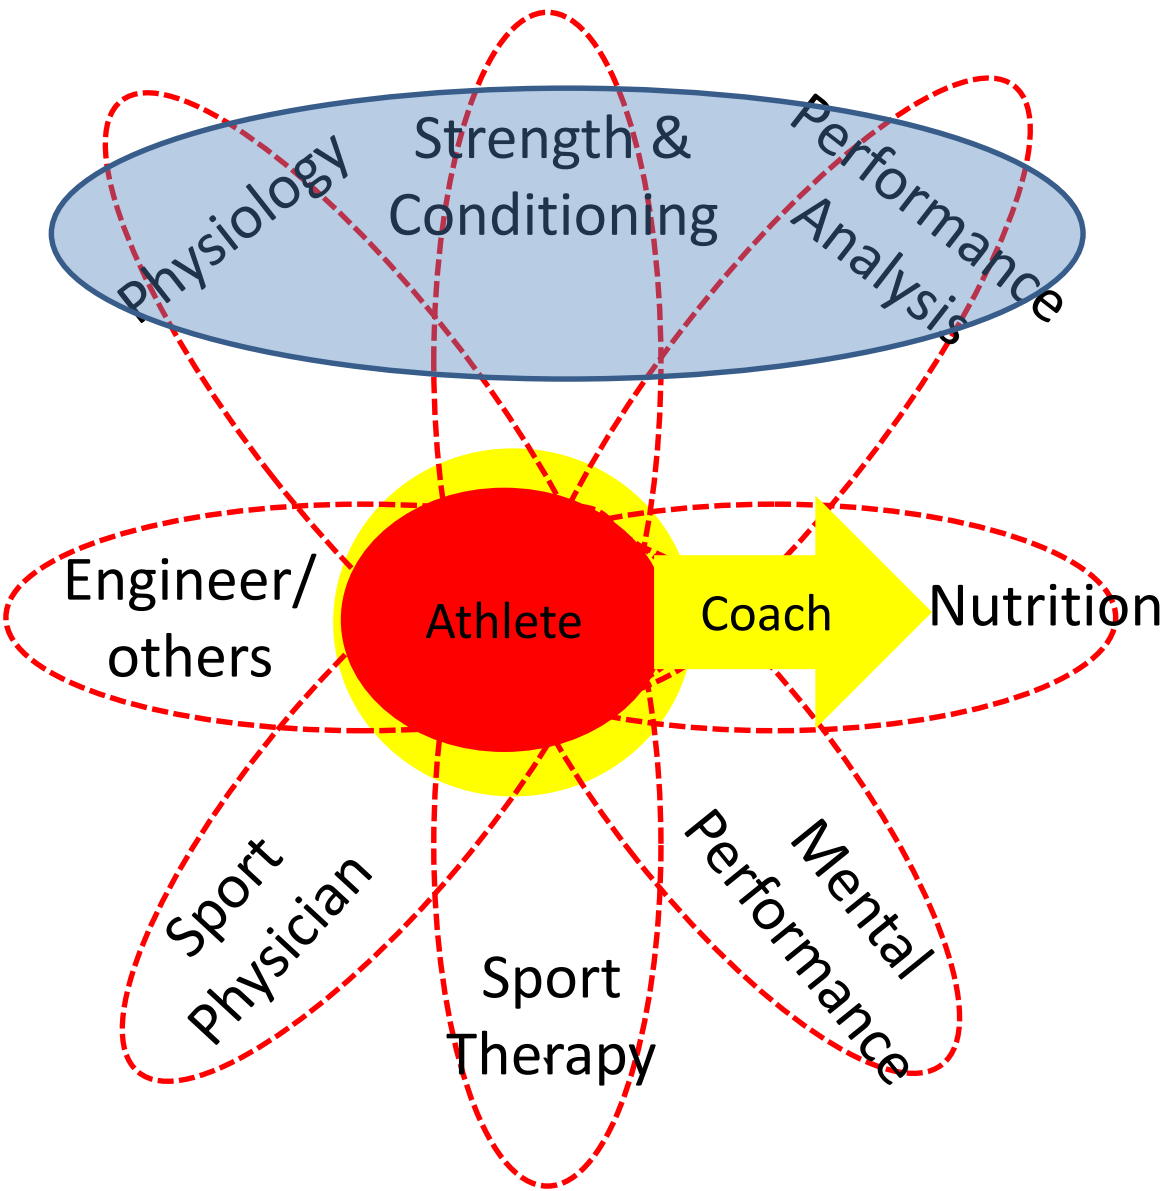 Physiology
Strength &
Conditioning
Performance
Analysis
Engineer/
others
Athlete
Coach
Nutrition
Sport
Physician
Sport
Therapy
Mental
Performance